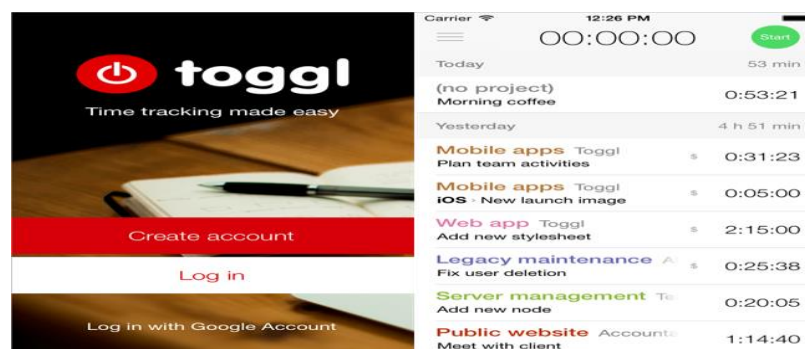 toggl
Time tracking made easy
Create account
Log in
Log in with Google Account
Carrier 12:26 PM
00:00:00 Start
Today 53 min
(no project)
Morning coffee 0:53:21
Yesterday 4 h 51 min
Mobile apps Toggl
Plan team activities $ 0:31:23
Mobile apps Toggl
iOS · New launch image $ 0:05:00
Web app Toggl
Add new stylesheet $ 2:15:00
Legacy maintenance
Fix user deletion $ 0:25:38
Server management Te
Add new node 0:20:05
Public website Accounta
Meet with client 1:14:40